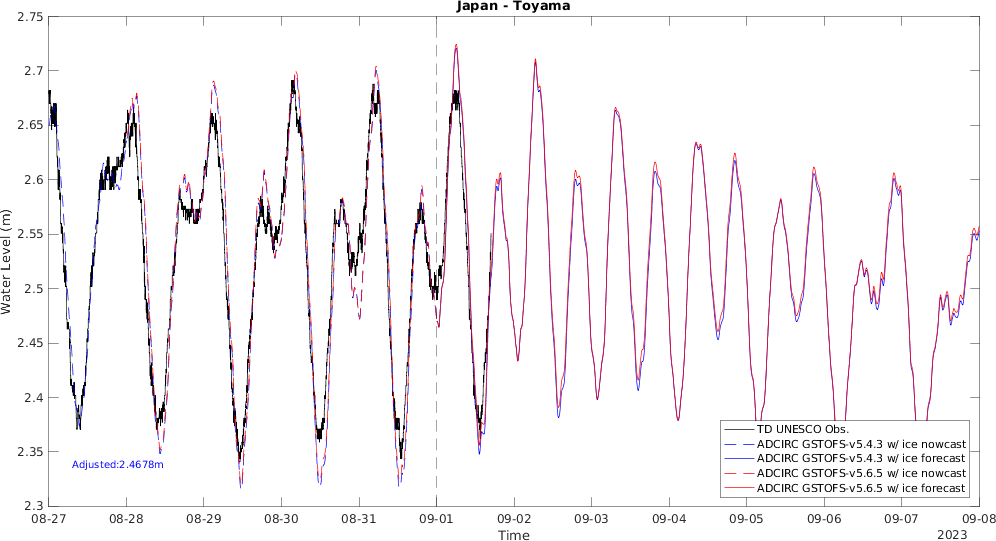 Japan - Toyama
2.75
2.7
2.65
2.6
2.55
2.5
2.45
2.4
2.35
2.3
Water Level (m)
Adjusted:2.4678m
TD UNESCO Obs.
ADCIRC GSTOFS-v5.4.3 w/ ice nowcast
ADCIRC GSTOFS-v5.4.3 w/ ice forecast
ADCIRC GSTOFS-v5.6.5 w/ ice nowcast
ADCIRC GSTOFS-v5.6.5 w/ ice forecast
08-27 08-28 08-29 08-30 08-31 09-01 09-02 09-03 09-04 09-05 09-06 09-07 09-08
Time
2023